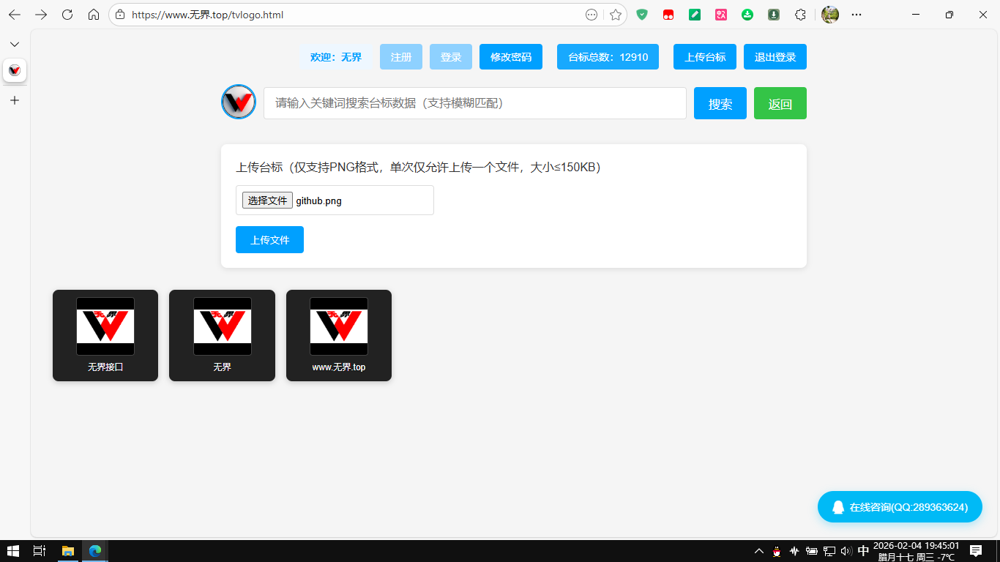 https://www.无界.top/tvlogo.html
欢迎：无界
注册
登录
修改密码
台标总数：12910
上传台标
退出登录
请输入关键词搜索台标数据（支持模糊匹配）
搜索
返回
上传台标（仅支持PNG格式，单次仅允许上传一个文件，大小≤150KB）
选择文件 github.png
上传文件
无界
无界
无界
无界接口
无界
www.无界.top
在线咨询(QQ:289363624)
中
2026-02-04 19:45:01
腊月十七 周三 -7℃